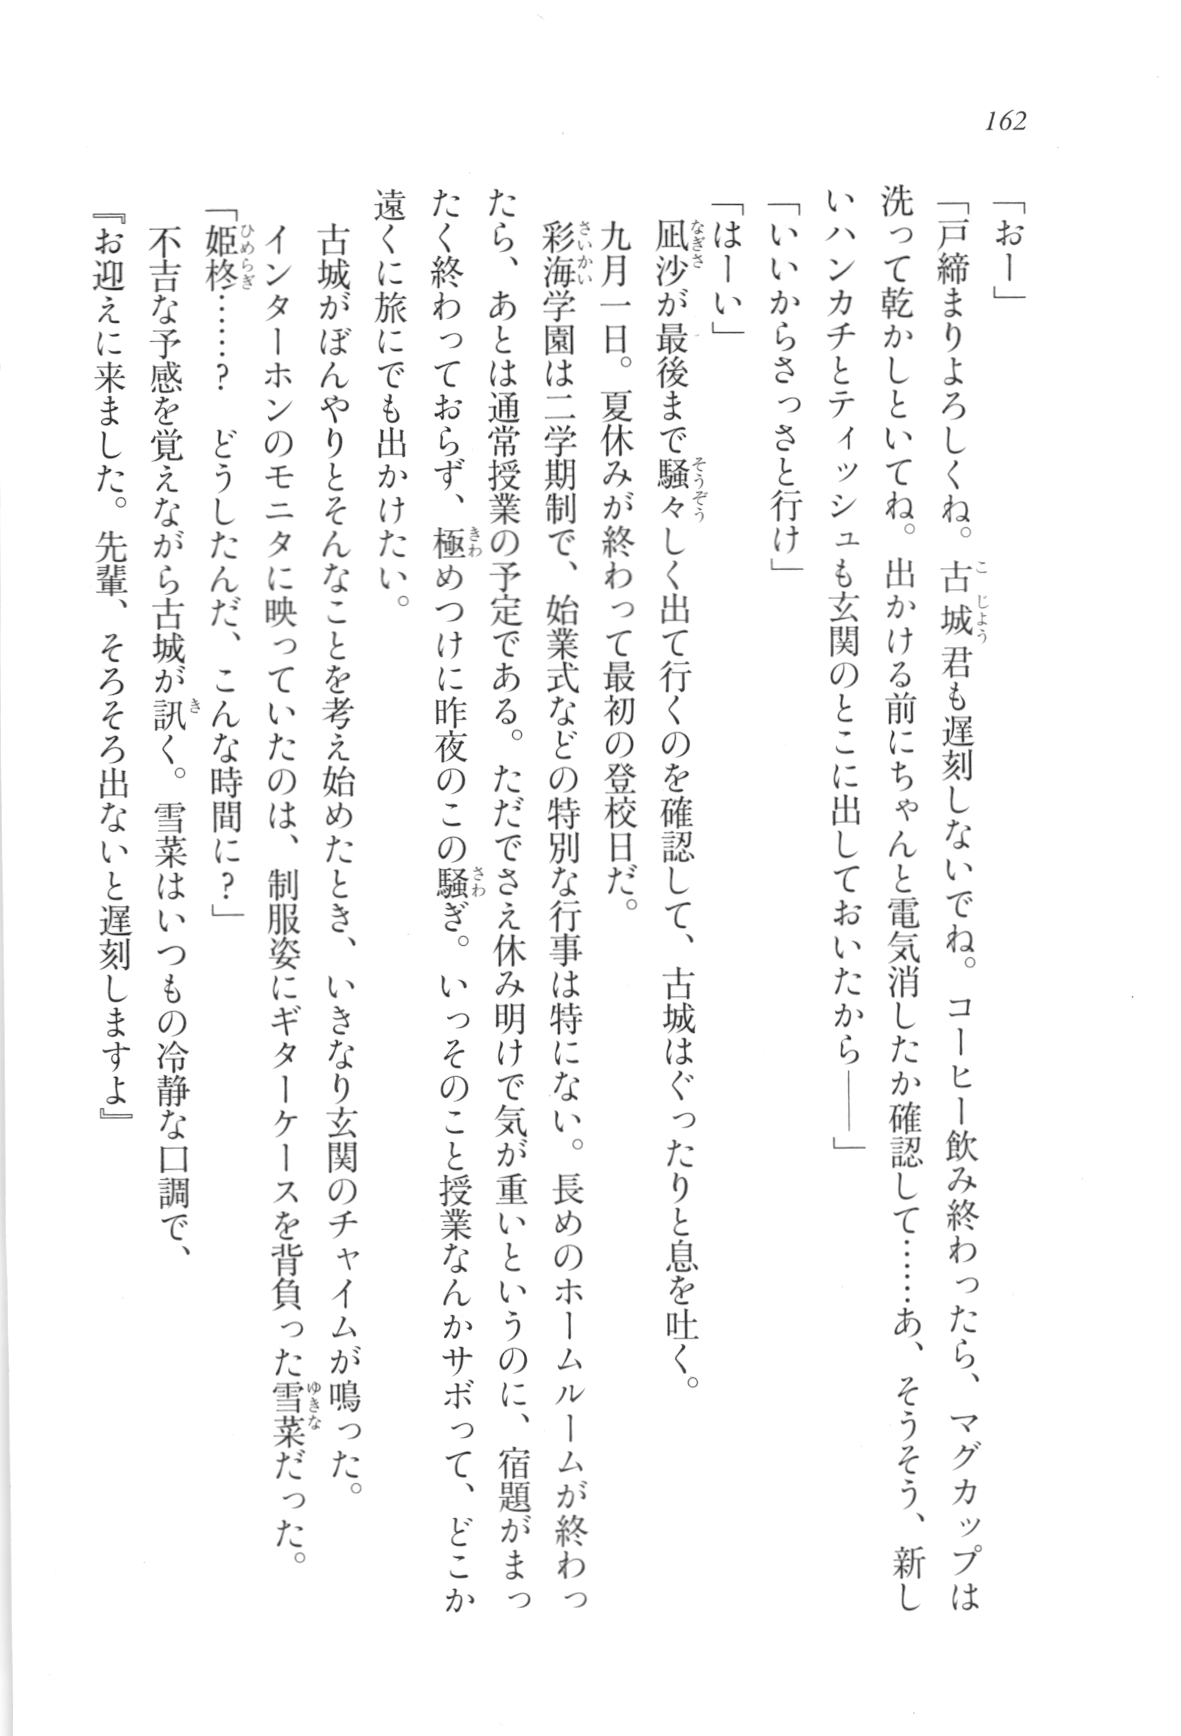 162
「おー」
「戸締まりよろしくね。古城君も遅刻しないでね。コーヒー飲み終わったら、マグカップは
洗って乾かしといてね。出かける前にちゃんと電気消したか確認して……あ、そうそう、新し
いハンカチとティッシュも玄関のとこに出しておいたから――」
「いいからさっさと行け」
「はーい」
　凪沙が最後まで騒々しく出て行くのを確認して、古城はぐったりと息を吐く。
　九月一日。夏休みが終わって最初の登校日だ。
　彩海学園は二学期制で、始業式などの特別な行事は特にない。長めのホームルームが終わっ
たら、あとは通常授業の予定である。ただでさえ休み明けで気が重いというのに、宿題がまっ
たく終わっておらず、極めつけに昨夜のこの騒ぎ。いっそのこと授業なんかサボって、どこか
遠くに旅にでも出かけたい。
　古城がぼんやりとそんなことを考え始めたとき、いきなり玄関のチャイムが鳴った。
　インターホンのモニタに映っていたのは、制服姿にギターケースを背負った雪菜だった。
「姫柊……?　どうしたんだ、こんな時間に?」
　不吉な予感を覚えながら古城が訊く。雪菜はいつもの冷静な口調で、
『お迎えに来ました。先輩、そろそろ出ないと遅刻しますよ』